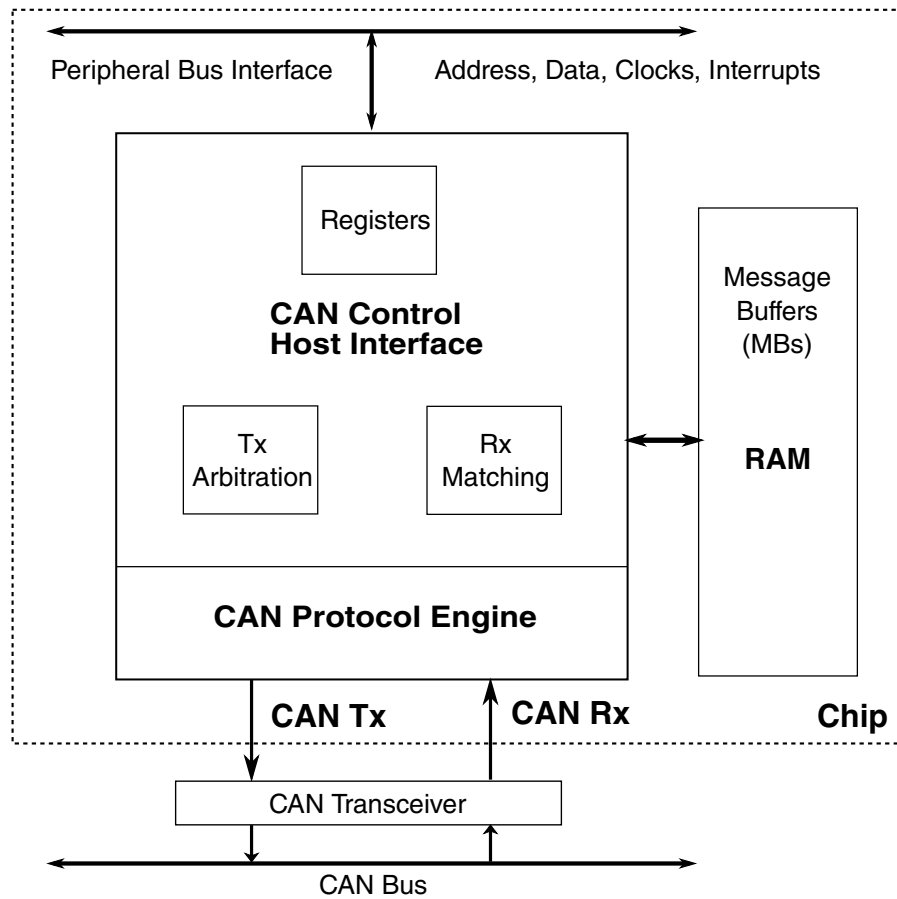 Peripheral Bus Interface
Address, Data, Clocks, Interrupts
Registers
CAN Control
Host Interface
Message
Buffers
(MBs)
RAM
Tx
Arbitration
Rx
Matching
CAN Protocol Engine
CAN Tx
CAN Rx
Chip
CAN Transceiver
CAN Bus